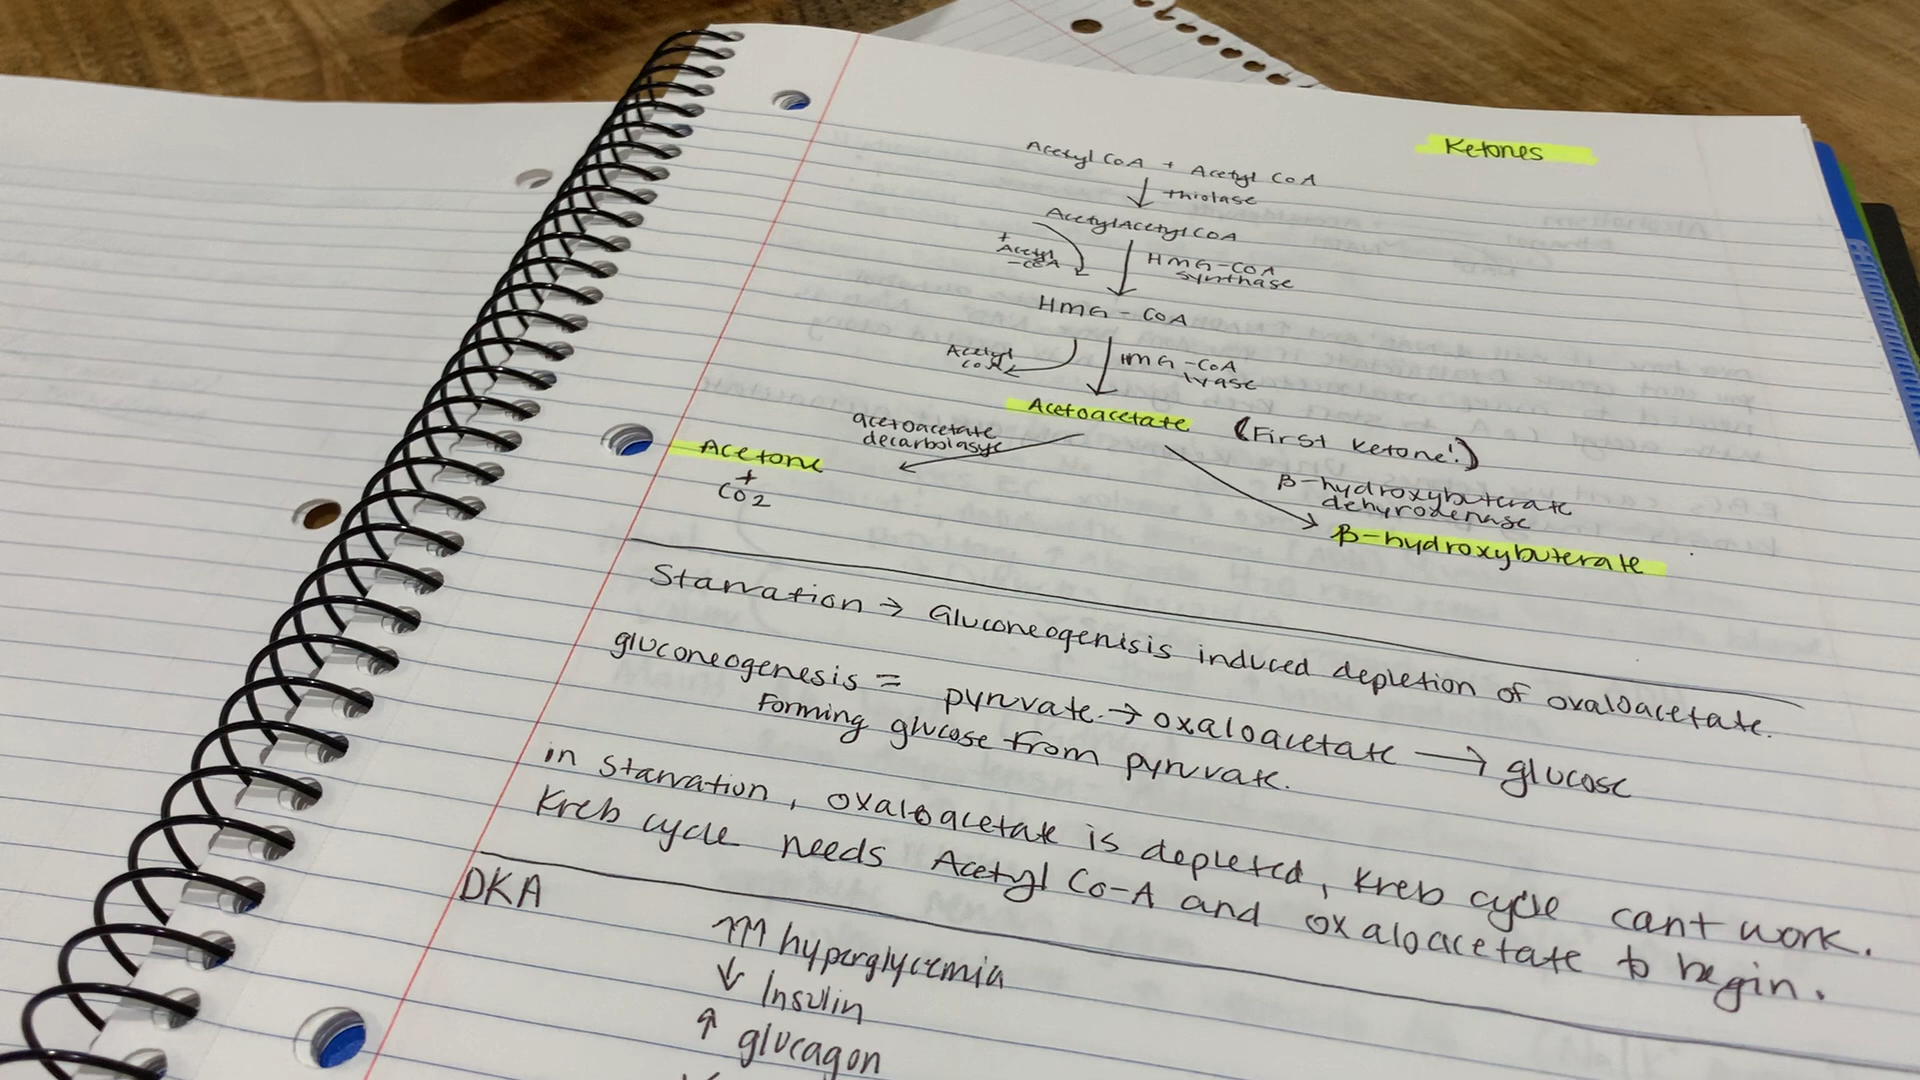 Ketones
Acetyl CoA + Acetyl CoA
↓ thiolase
AcetylAcetyl CoA
+ Acetyl
-CoA
HMG-COA
synthase
HMG-COA
Acetyl
CoA
HMG-COA
lyase
Acetoacetate (First Ketone!)
acetoacetate
decarbolasye
Acetone
+
CO2
β-hydroxybuterate
dehyrodenase
β-hydroxybuterate
Starvation → Gluconeogenisis induced depletion of oxaloacetate.
gluconeogenesis = pyruvate → oxaloacetate → glucose
Forming glucose from pyruvate.
in starvation, oxaloacetate is depleted, Kreb cycle cant work.
Kreb cycle needs Acetyl Co-A and oxaloacetate to begin.
DKA
↑↑↑ hyperglycemia
↓ Insulin
↑ glucagon